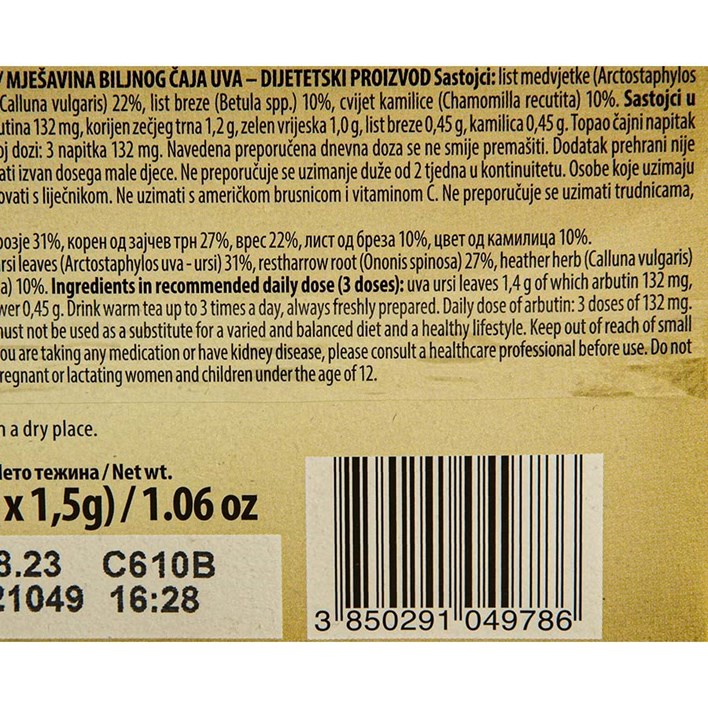 / MJEŠAVINA BILJNOG ČAJA UVA – DIJETETSKI PROIZVOD Sastojci: list medvjetke (Arctostaphylos
(Calluna vulgaris) 22%, list breze (Betula spp.) 10%, cvijet kamilice (Chamomilla recutita) 10%. Sastojci u
utina 132 mg, korijen zečjeg trna 1,2 g, zelen vrijeska 1,0 g, list breze 0,45 g, kamilica 0,45 g. Topao čajni napitak
oj dozi: 3 napitka 132 mg. Navedena preporučena dnevna doza se ne smije premašiti. Dodatak prehrani nije
ati izvan dosega male djece. Ne preporučuje se uzimanje duže od 2 tjedna u kontinuitetu. Osobe koje uzimaju
ovati s liječnikom. Ne uzimati s američkom brusnicom i vitaminom C. Ne preporučuje se uzimati trudnicama,
розје 31%, корен од зајчев трн 27%, врес 22%, лист од бреза 10%, цвет од камилица 10%.
rsi leaves (Arctostaphylos uva - ursi) 31%, restharrow root (Ononis spinosa) 27%, heather herb (Calluna vulgaris)
a) 10%. Ingredients in recommended daily dose (3 doses): uva ursi leaves 1,4 g of which arbutin 132 mg,
wer 0,45 g. Drink warm tea up to 3 times a day, always freshly prepared. Daily dose of arbutin: 3 doses of 132 mg.
must not be used as a substitute for a varied and balanced diet and a healthy lifestyle. Keep out of reach of small
ou are taking any medication or have kidney disease, please consult a healthcare professional before use. Do not
regnant or lactating women and children under the age of 12.
n a dry place.
Нето тежина / Net wt.
x 1,5g) / 1.06 oz
8.23 C610B
21049 16:28
3 850291 049786